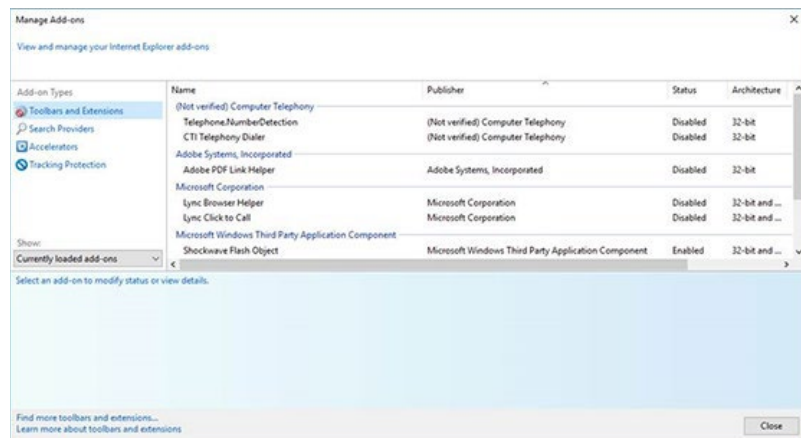 Manage Add-ons
View and manage your Internet Explorer add-ons
Add-on Types
Toolbars and Extensions
Search Providers
Accelerators
Tracking Protection
Show:
Currently loaded add-ons
Name Publisher Status Architecture
(Not verified) Computer Telephony
Telephone.NumberDetection (Not verified) Computer Telephony Disabled 32-bit
CTI Telephony Dialer (Not verified) Computer Telephony Disabled 32-bit
Adobe Systems, Incorporated
Adobe PDF Link Helper Adobe Systems, Incorporated Disabled 32-bit
Microsoft Corporation
Lync Browser Helper Microsoft Corporation Disabled 32-bit and ...
Lync Click to Call Microsoft Corporation Disabled 32-bit and ...
Microsoft Windows Third Party Application Component
Shockwave Flash Object Microsoft Windows Third Party Application Component Enabled 32-bit and ...
Select an add-on to modify status or view details.
Find more toolbars and extensions...
Learn more about toolbars and extensions
Close